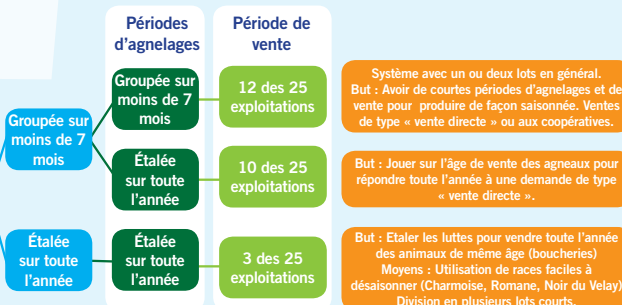 Périodes
d'agnelages
Période de
vente
Groupée sur
moins de 7
mois
Groupée sur
moins de 7
mois
12 des 25
exploitations
Système avec un ou deux lots en général.
But : Avoir de courtes périodes d'agnelages et de
vente pour produire de façon saisonnée. Ventes
de type « vente directe » ou aux coopératives.
Étalée
sur toute
l'année
10 des 25
exploitations
But : Jouer sur l'âge de vente des agneaux pour
répondre toute l'année à une demande de type
« vente directe ».
Étalée
sur toute
l'année
Étalée
sur toute
l'année
3 des 25
exploitations
But : Etaler les luttes pour vendre toute l'année
des animaux de même âge (boucheries)
Moyens : Utilisation de races faciles à
désaisonner (Charmoise, Romane, Noir du Velay)
Division en plusieurs lots courts.